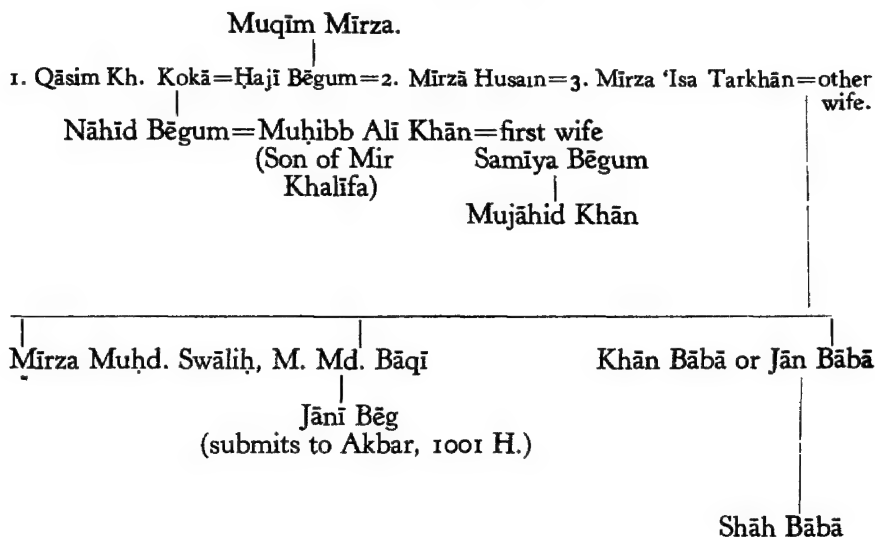 Muqīm Mīrza.
1. Qāsim Kh. Kokā=Ḥajī Bēgum=2. Mīrzā Husaın=3. Mīrza ‘Isa Tarkhān=other
wife.
Nāhīd Bēgum=Muḥibb Alī Khān=first wife
(Son of Mir Samīya Bēgum
Khalīfa)
Mujāhid Khān
Mīrza Muḥd. Swāliḥ, M. Md. Bāqī Khān Bābā or Jān Bābā
Jānī Bēg
(submits to Akbar, 1001 H.)
Shāh Bābā